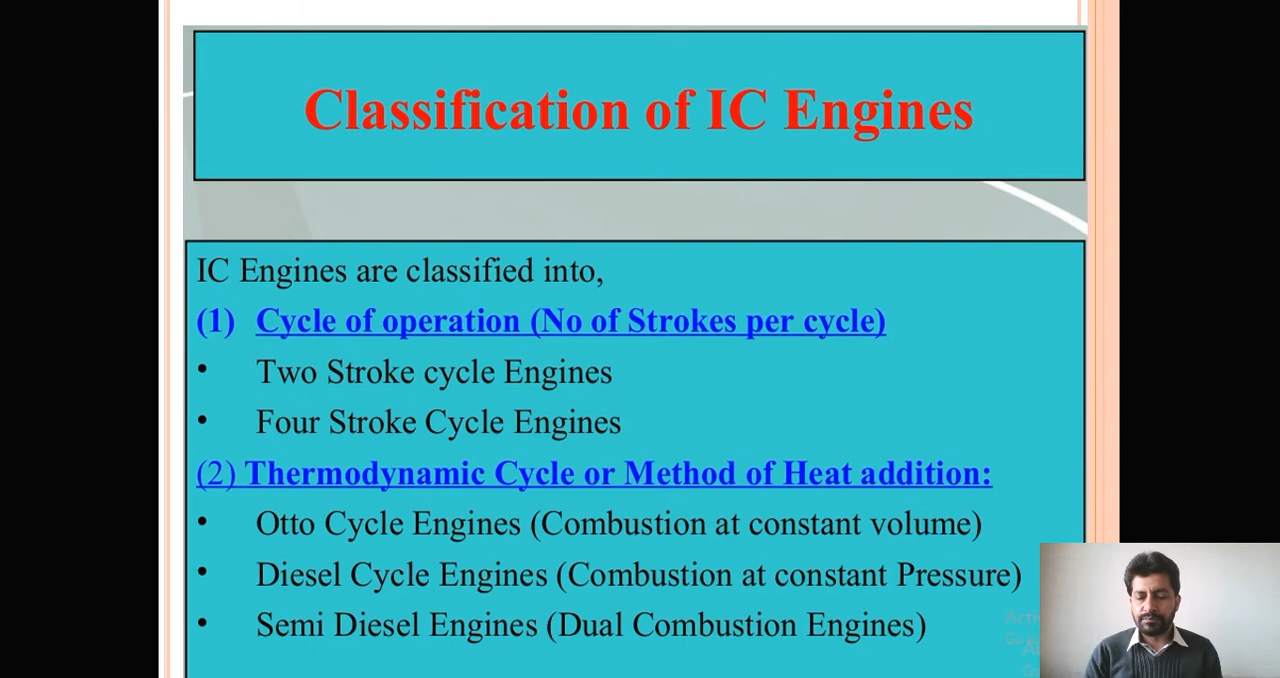 Classification of IC Engines
IC Engines are classified into,
(1) Cycle of operation (No of Strokes per cycle)
• Two Stroke cycle Engines
• Four Stroke Cycle Engines
(2) Thermodynamic Cycle or Method of Heat addition:
• Otto Cycle Engines (Combustion at constant volume)
• Diesel Cycle Engines (Combustion at constant Pressure)
• Semi Diesel Engines (Dual Combustion Engines)